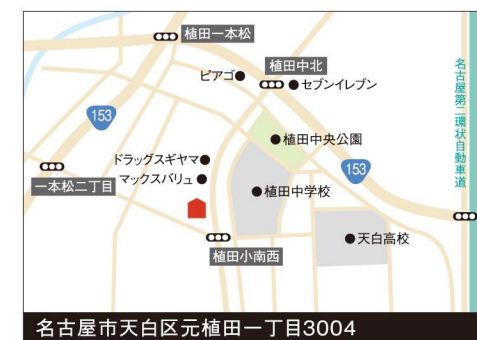 植田一本松
植田中北
ピアゴ
セブンイレブン
名古屋第二環状自動車道
153
植田中央公園
ドラッグスギヤマ
153
マックスバリュ
一本松二丁目
植田中学校
天白高校
植田小南西
名古屋市天白区元植田一丁目3004